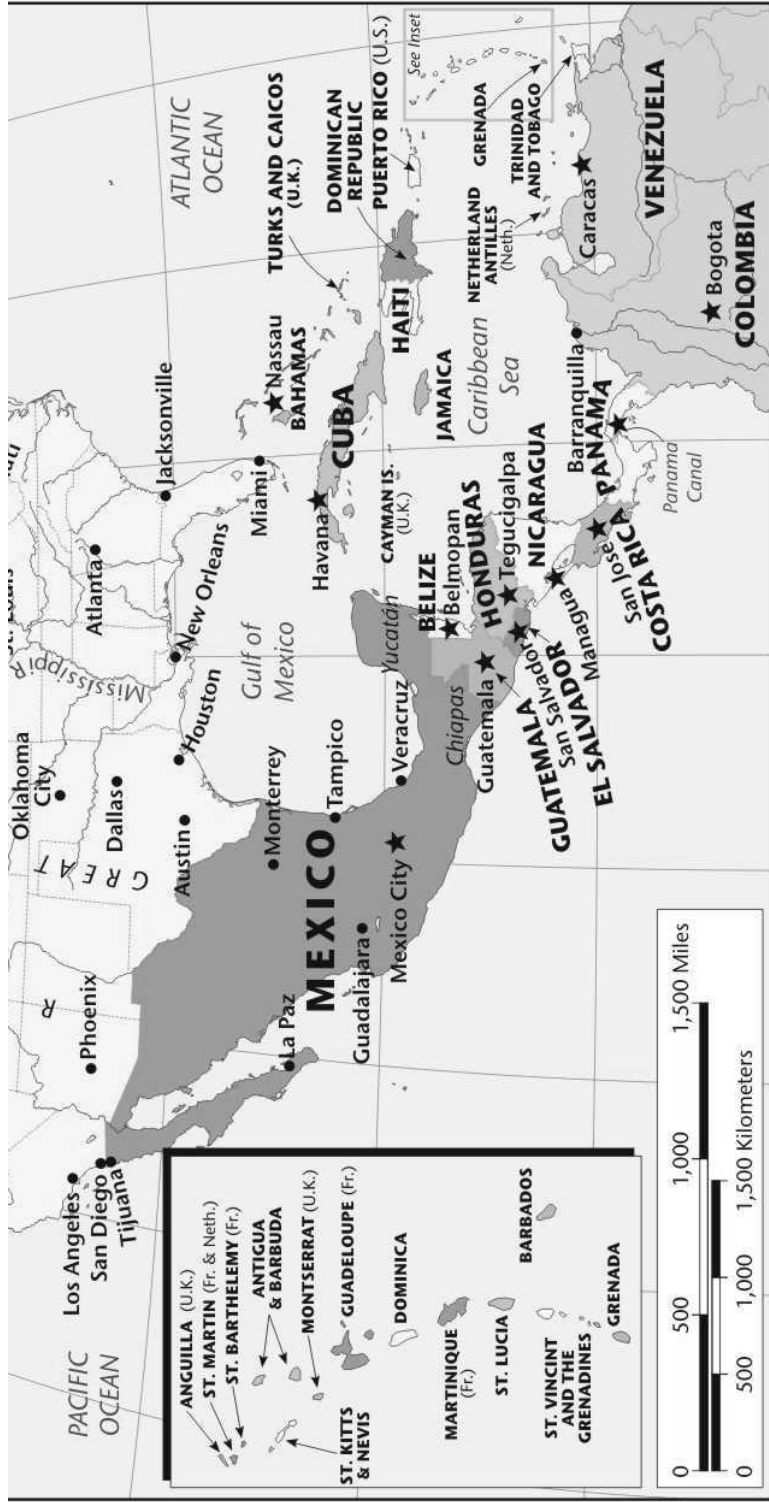 PACIFIC
OCEAN
Los Angeles
San Diego
Tijuana
Phoenix
R
GREAT
Oklahoma
City
Dallas
Austin
Houston
Mississippi R
New Orleans
Atlanta
Jacksonville
Miami
ATLANTIC
OCEAN
Gulf of
Mexico
MEXICO
La Paz
Monterrey
Tampico
Guadalajara
Mexico City
Veracruz
Yucatán
Chiapas
Havana
CUBA
Nassau
BAHAMAS
TURKS AND CAICOS
(U.K.)
CAYMAN IS.
(U.K.)
JAMAICA
HAITI
DOMINICAN
REPUBLIC
PUERTO RICO (U.S.)
See Inset
Caribbean
Sea
BELIZE
Belmopan
Guatemala
GUATEMALA
HONDURAS
Tegucigalpa
San Salvador
EL SALVADOR
NICARAGUA
Managua
San Jose
COSTA RICA
PANAMA
Panama
Canal
NETHERLAND
ANTILLES
(Neth.)
GRENADA
TRINIDAD
AND TOBAGO
Caracas
VENEZUELA
Barranquilla
Bogota
COLOMBIA
ANGUILLA (U.K.)
ST. MARTIN (Fr. & Neth.)
ST. BARTHELEMY (Fr.)
ANTIGUA
& BARBUDA
MONTSERRAT (U.K.)
GUADELOUPE (Fr.)
ST. KITTS
& NEVIS
DOMINICA
MARTINIQUE
(Fr.)
ST. LUCIA
BARBADOS
ST. VINCINT
AND THE
GRENADINES
GRENADA
0 500 1,000 1,500 Miles
0 500 1,000 1,500 Kilometers